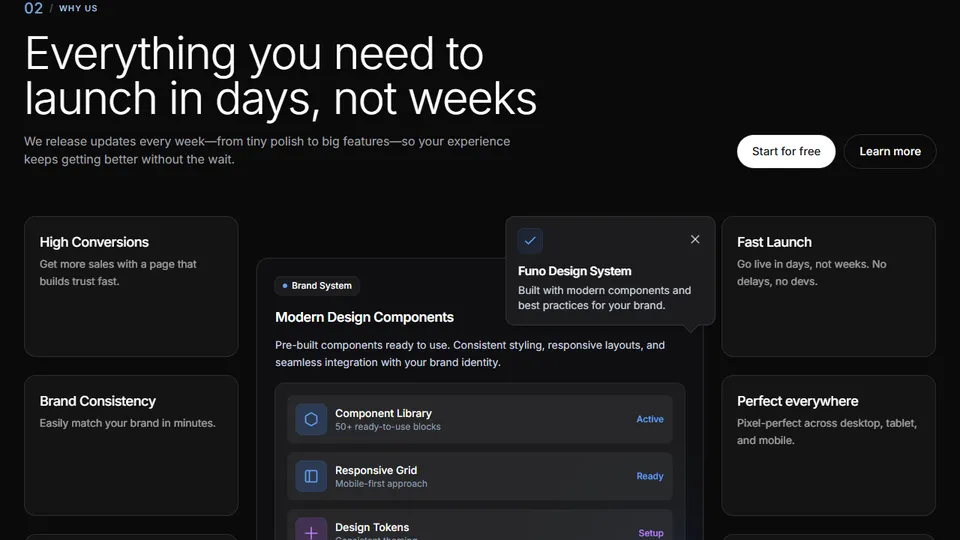 02 / WHY US
Everything you need to
launch in days, not weeks
We release updates every week—from tiny polish to big features—so your experience
keeps getting better without the wait.
Start for free
Learn more
High Conversions
Get more sales with a page that
builds trust fast.
Brand Consistency
Easily match your brand in minutes.
Brand System
Modern Design Components
Pre-built components ready to use. Consistent styling, responsive layouts, and
seamless integration with your brand identity.
Component Library
50+ ready-to-use blocks
Active
Responsive Grid
Mobile-first approach
Ready
Design Tokens
Consistent theming
Setup
Funo Design System
Built with modern components and
best practices for your brand.
Fast Launch
Go live in days, not weeks. No
delays, no devs.
Perfect everywhere
Pixel-perfect across desktop, tablet,
and mobile.